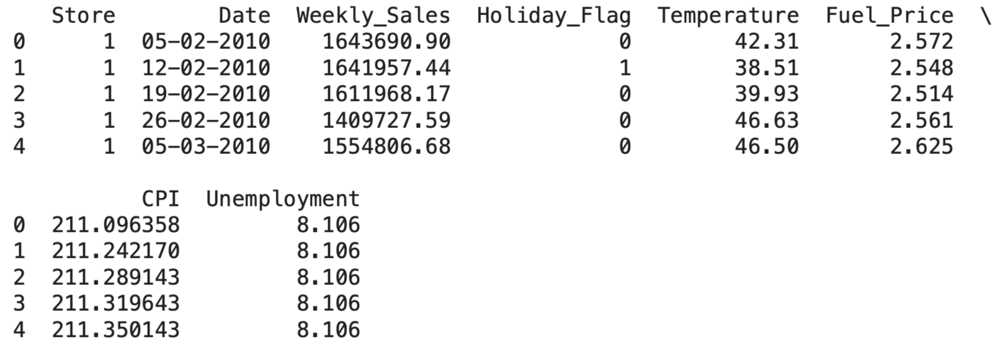 Store Date Weekly_Sales Holiday_Flag Temperature Fuel_Price \
0 1 05-02-2010 1643690.90 0 42.31 2.572
1 1 12-02-2010 1641957.44 1 38.51 2.548
2 1 19-02-2010 1611968.17 0 39.93 2.514
3 1 26-02-2010 1409727.59 0 46.63 2.561
4 1 05-03-2010 1554806.68 0 46.50 2.625
CPI Unemployment
0 211.096358 8.106
1 211.242170 8.106
2 211.289143 8.106
3 211.319643 8.106
4 211.350143 8.106